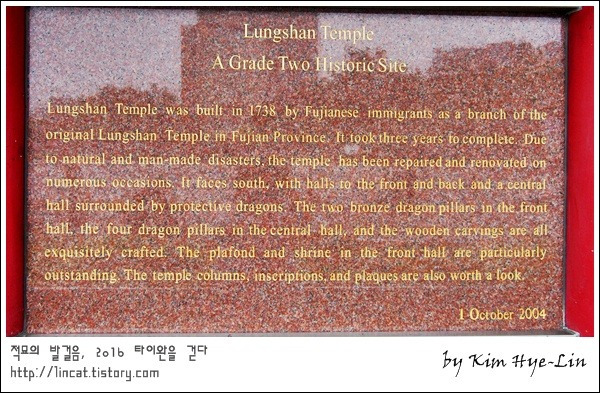 Lungshan Temple
A Grade Two Historic Site
Lungshan Temple was built in 1738 by Fujianese immigrants as a branch of the
original Lungshan Temple in Fujian Province. It took three years to complete. Due
to natural and man-made disasters, the temple has been repaired and renovated on
numerous occasions. It faces south, with halls to the front and back and a central
hall surrounded by protective dragons. The two bronze dragon pillars in the front
hall, the four dragon pillars in the central hall, and the wooden carvings are all
exquisitely crafted. The plafond and shrine in the front hall are particularly
outstanding. The temple columns, inscriptions, and plaques are also worth a look.
1 October 2004
적묘의 발걸음, 2016 타이완을 걷다
http://lincat.tistory.com
by Kim Hye-Lin